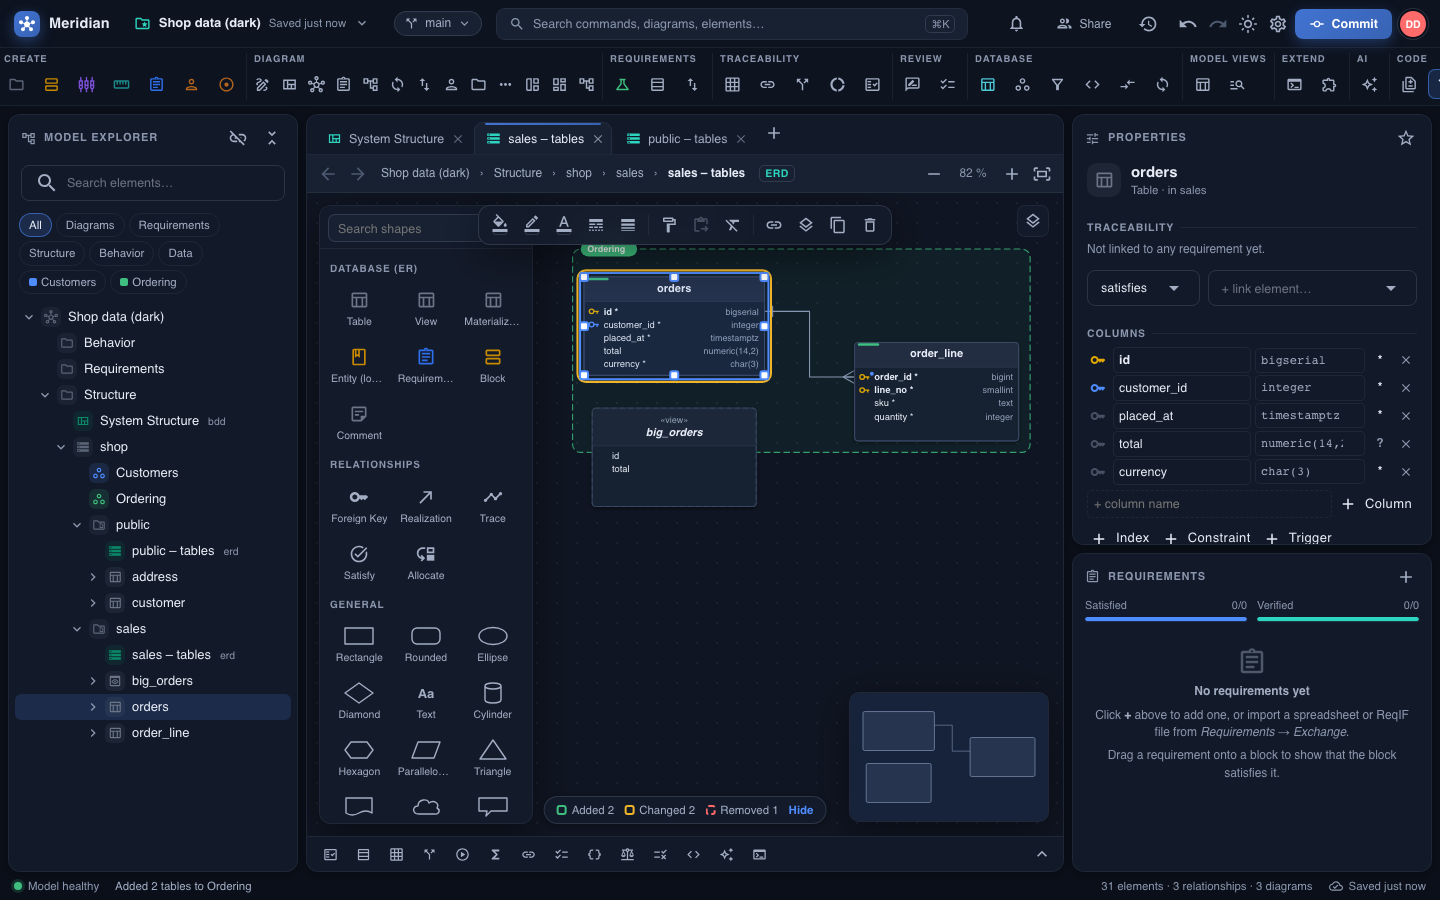 Meridian
Shop data (dark)
Saved just now
main
Search commands, diagrams, elements…
⌘K
Share
Commit
DD
CREATE
DIAGRAM
REQUIREMENTS
TRACEABILITY
REVIEW
DATABASE
MODEL VIEWS
EXTEND
AI
CODE
MODEL EXPLORER
Search elements…
All
Diagrams
Requirements
Structure
Behavior
Data
Customers
Ordering
Shop data (dark)
Behavior
Requirements
Structure
System Structure bdd
shop
Customers
Ordering
public
public – tables erd
address
customer
sales
sales – tables erd
big_orders
orders
order_line
System Structure
sales – tables
public – tables
Shop data (dark) › Structure › shop › sales › sales – tables
ERD
82 %
Search shapes
DATABASE (ER)
Table
View
Materializ…
Entity (lo…
Requirem…
Block
Comment
RELATIONSHIPS
Foreign Key
Realization
Trace
Satisfy
Allocate
GENERAL
Rectangle
Rounded
Ellipse
Diamond
Aa
Text
Cylinder
Hexagon
Parallelo…
Triangle
Ordering
orders
id * bigserial
customer_id * integer
placed_at * timestamptz
total numeric(14,2)
currency * char(3)
order_line
order_id * bigint
line_no * smallint
sku * text
quantity * integer
«view»
big_orders
id
total
Added 2
Changed 2
Removed 1
Hide
PROPERTIES
orders
Table · in sales
TRACEABILITY
Not linked to any requirement yet.
satisfies
+ link element…
COLUMNS
id bigserial *
customer_id integer *
placed_at timestamptz *
total numeric(14, ?
currency char(3) *
+ column name
Column
Index
Constraint
Trigger
REQUIREMENTS
Satisfied 0/0
Verified 0/0
No requirements yet
Click + above to add one, or import a spreadsheet or ReqIF
file from Requirements → Exchange.
Drag a requirement onto a block to show that the block
satisfies it.
Model healthy
Added 2 tables to Ordering
31 elements · 3 relationships · 3 diagrams
Saved just now